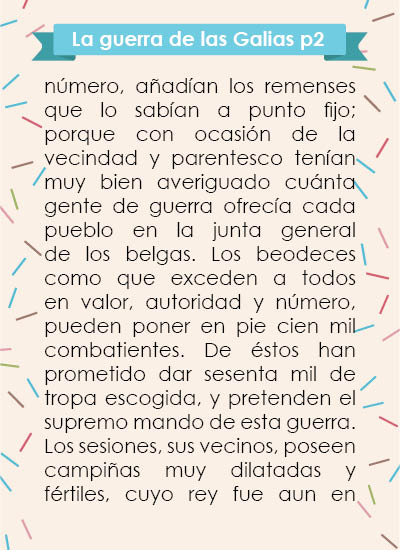 La guerra de las Galias p2
número, añadían los remenses
que lo sabían a punto fijo;
porque con ocasión de la
vecindad y parentesco tenían
muy bien averiguado cuánta
gente de guerra ofrecía cada
pueblo en la junta general
de los belgas. Los beodeces
como que exceden a todos
en valor, autoridad y número,
pueden poner en pie cien mil
combatientes. De éstos han
prometido dar sesenta mil de
tropa escogida, y pretenden el
supremo mando de esta guerra.
Los sesiones, sus vecinos, poseen
campiñas muy dilatadas y
fértiles, cuyo rey fue aun en